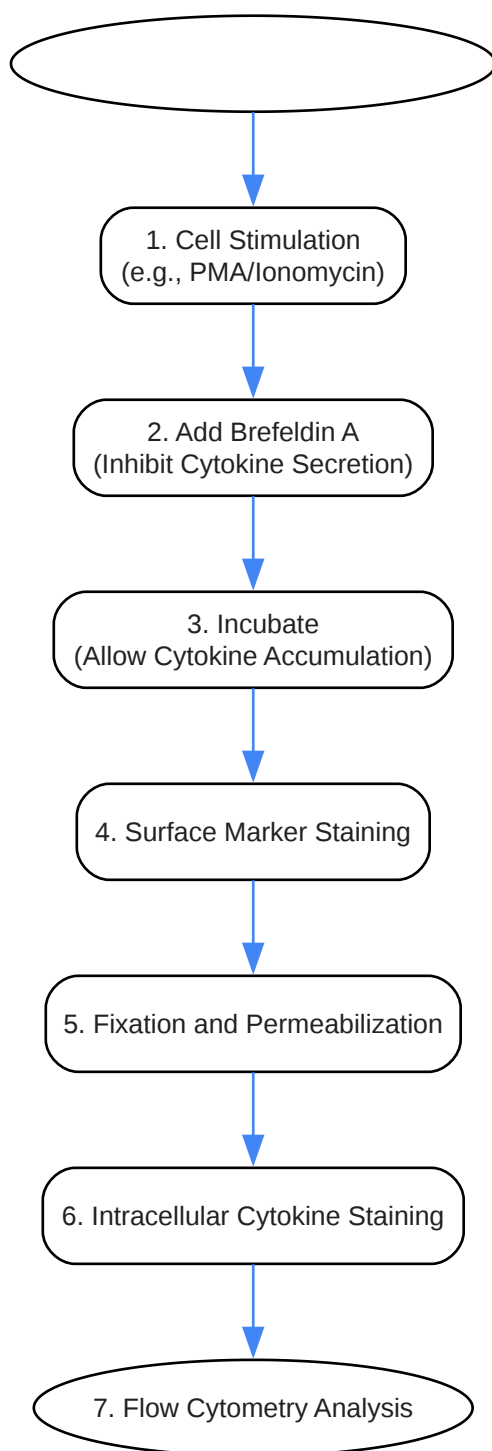 1. Cell Stimulation
(e.g., PMA/Ionomycin)
2. Add Brefeldin A
(Inhibit Cytokine Secretion)
3. Incubate
(Allow Cytokine Accumulation)
4. Surface Marker Staining
5. Fixation and Permeabilization
6. Intracellular Cytokine Staining
7. Flow Cytometry Analysis